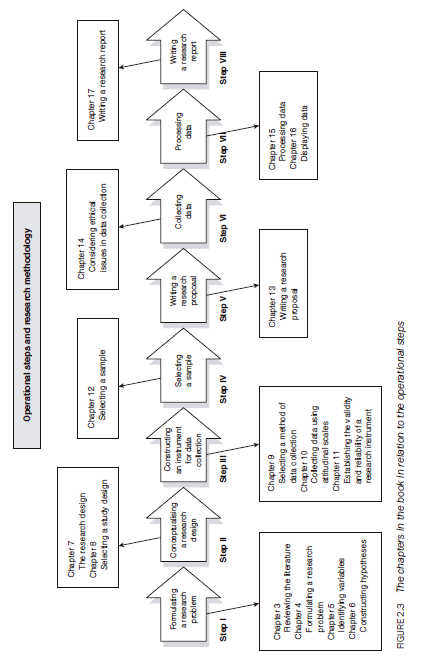 Operational steps and research methodology
Chapter 7
The research design
Chapter 8
Selecting a study design
Chapter 12
Selecting a sample
Chapter 14
Considering ethical
issues in data collection
Chapter 17
Writing a research report
Formulating
a research
problem
Conceptualising
a research
design
Constructing
an instrument
for data
collection
Selecting
a sample
Writing a
research
proposal
Collecting
data
Processing
data
Writing
a research
report
Step I
Step II
Step III
Step IV
Step V
Step VI
Step VII
Step VIII
Chapter 3
Reviewing the literature
Chapter 4
Formulating a research
problem
Chapter 5
Identifying variables
Chapter 6
Constructing hypotheses
Chapter 9
Selecting a method of
data collection
Chapter 10
Collecting data using
attitudinal scales
Chapter 11
Establishing the validity
and reliability of a
research instrument
Chapter 13
Writing a research
proposal
Chapter 15
Processing data
Chapter 16
Displaying data
FIGURE 2.3 The chapters in the book in relation to the operational steps